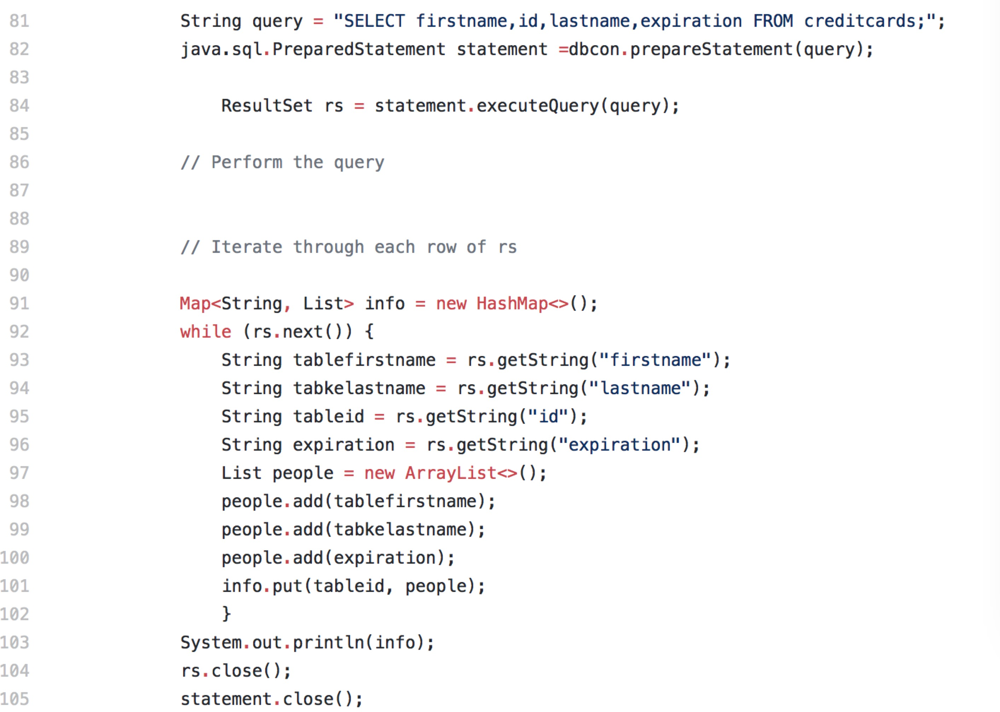 81 String query = "SELECT firstname,id,lastname,expiration FROM creditcards;";
82 java.sql.PreparedStatement statement =dbcon.prepareStatement(query);
83
84 ResultSet rs = statement.executeQuery(query);
85
86 // Perform the query
87
88
89 // Iterate through each row of rs
90
91 Map<String, List> info = new HashMap<>();
92 while (rs.next()) {
93 String tablefirstname = rs.getString("firstname");
94 String tabkelastname = rs.getString("lastname");
95 String tableid = rs.getString("id");
96 String expiration = rs.getString("expiration");
97 List people = new ArrayList<>();
98 people.add(tablefirstname);
99 people.add(tabkelastname);
100 people.add(expiration);
101 info.put(tableid, people);
102 }
103 System.out.println(info);
104 rs.close();
105 statement.close();